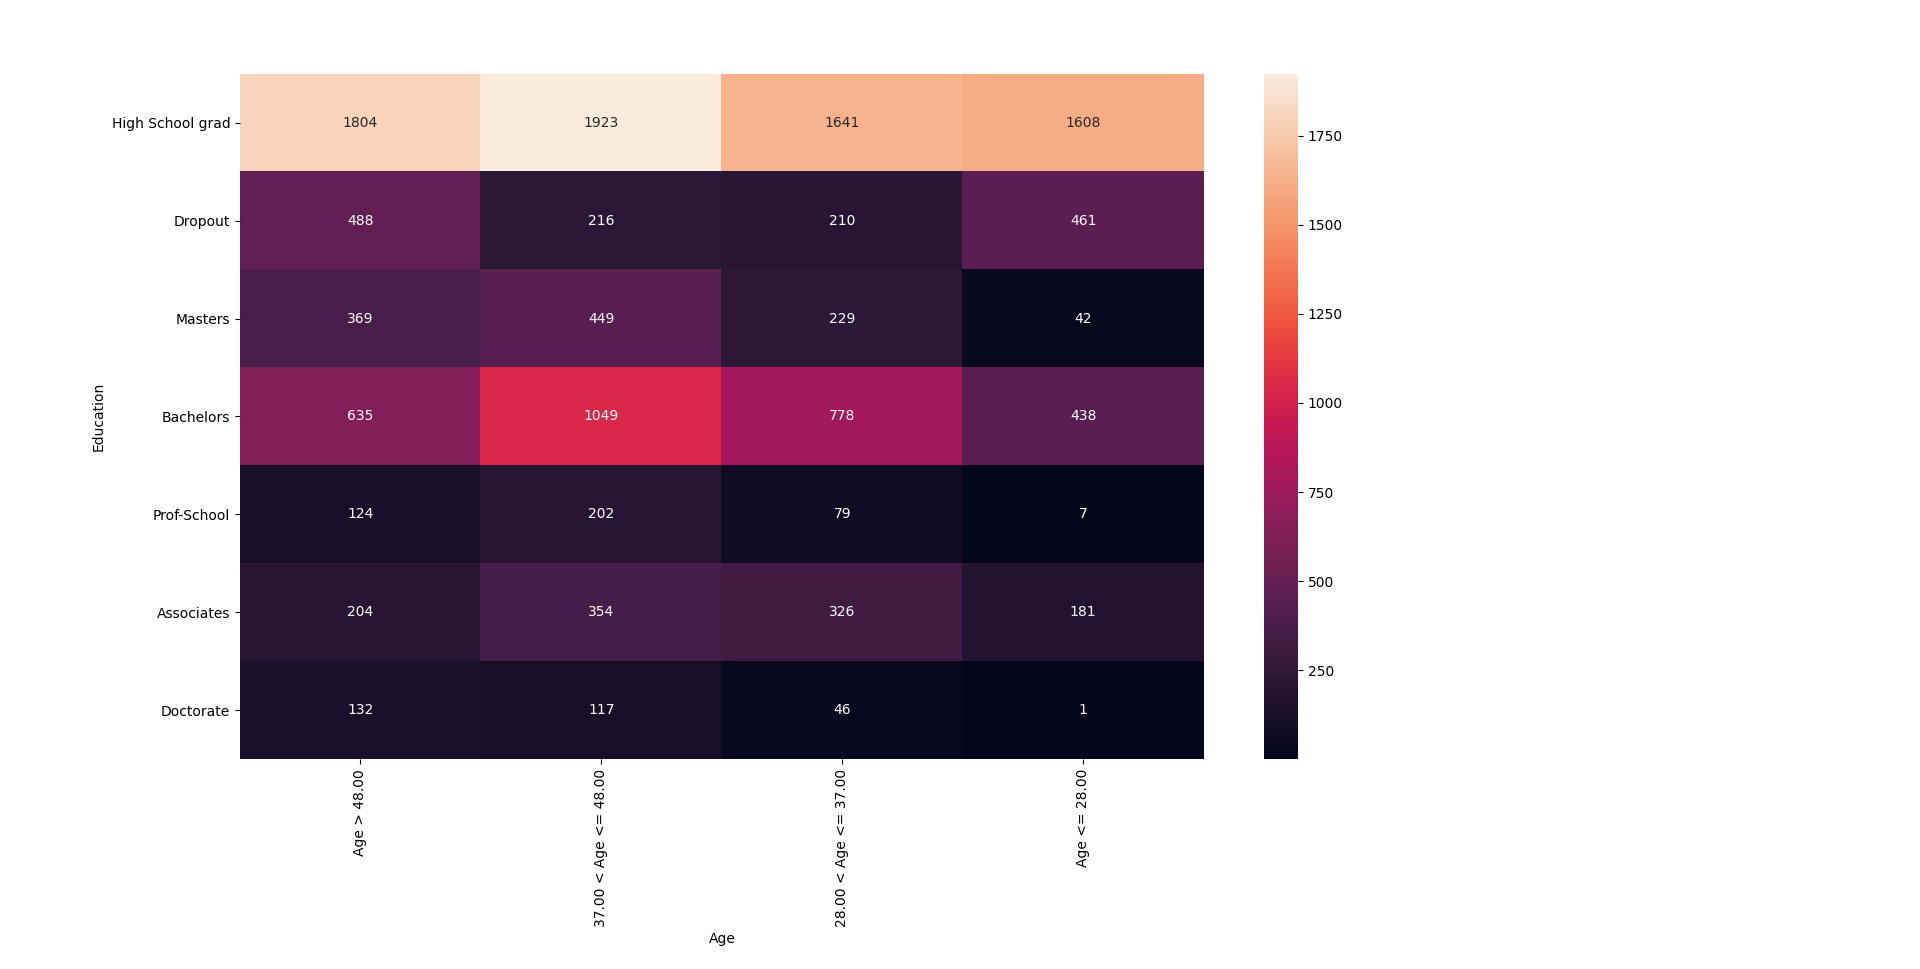 High School grad 1804 1923 1641 1608
Dropout 488 216 210 461
Masters 369 449 229 42
Bachelors 635 1049 778 438
Prof-School 124 202 79 7
Associates 204 354 326 181
Doctorate 132 117 46 1
Education
Age > 48.00
37.00 < Age <= 48.00
28.00 < Age <= 37.00
Age <= 28.00
Age
1750
1500
1250
1000
750
500
250